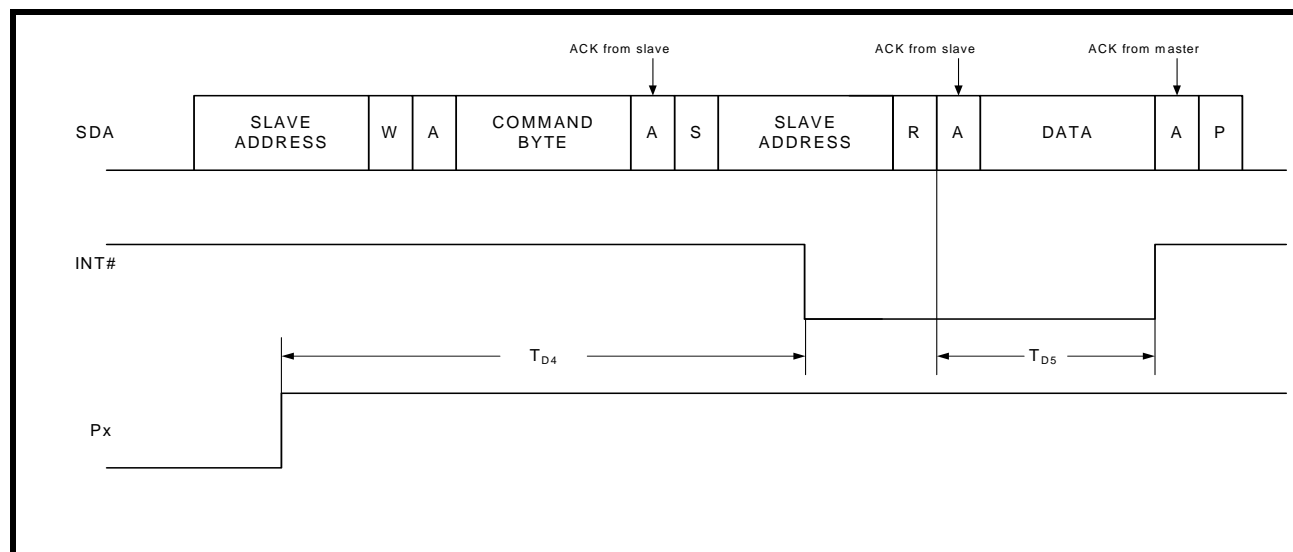 ACK from slave
ACK from slave
ACK from master
SDA
SLAVE
ADDRESS
W
A
COMMAND
BYTE
A
S
SLAVE
ADDRESS
R
A
DATA
A
P
INT#
TD4
TD5
Px